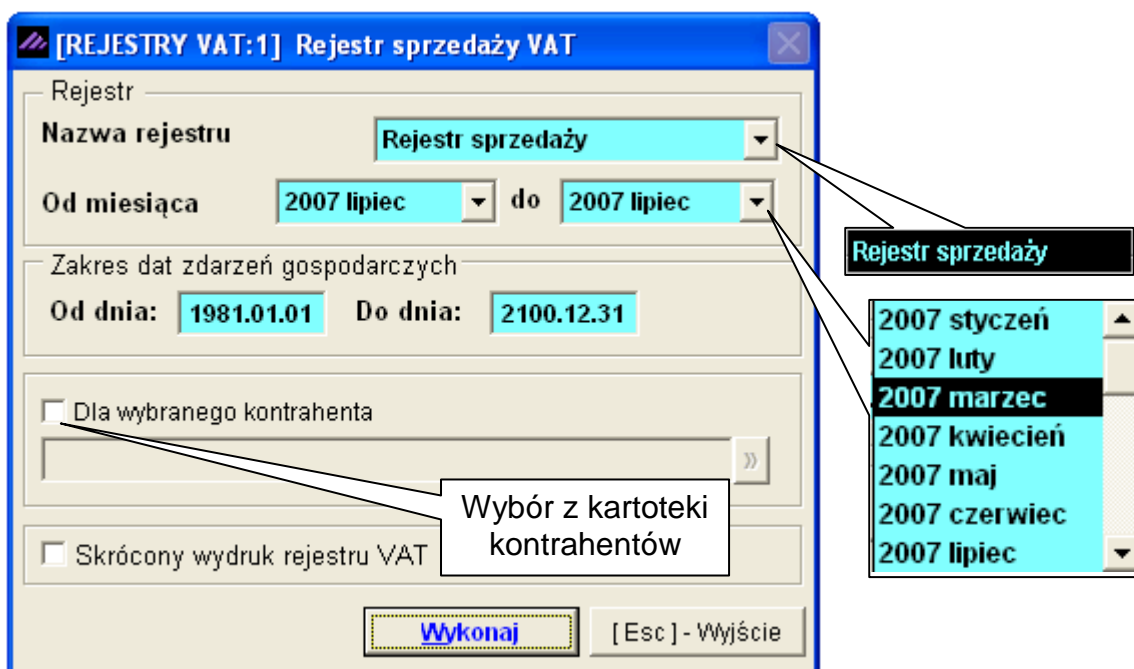 [REJESTRY VAT:1] Rejestr sprzedaży VAT
Rejestr
Nazwa rejestru
Rejestr sprzedaży
Od miesiąca
2007 lipiec
do
2007 lipiec
Rejestr sprzedaży
Zakres dat zdarzeń gospodarczych
Od dnia:
1981.01.01
Do dnia:
2100.12.31
2007 styczeń
2007 luty
2007 marzec
2007 kwiecień
2007 maj
2007 czerwiec
2007 lipiec
Dla wybranego kontrahenta
»
Wybór z kartoteki
kontrahentów
Skrócony wydruk rejestru VAT
Wykonaj
[ Esc ] - Wyjście